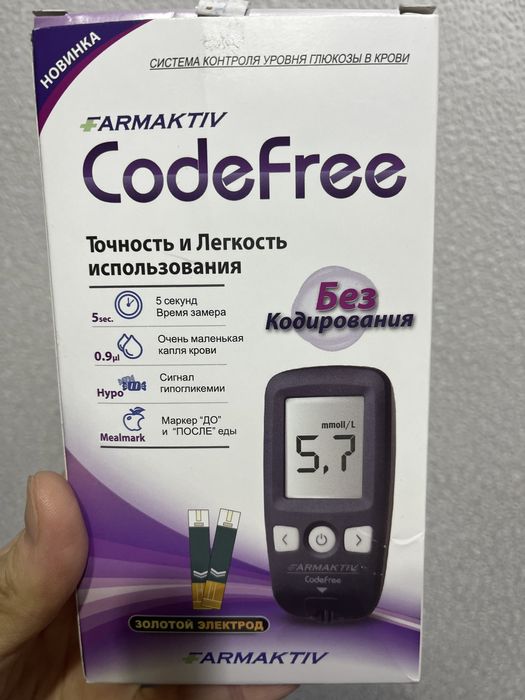 НОВИНКА
СИСТЕМА КОНТРОЛЯ УРОВНЯ ГЛЮКОЗЫ В КРОВИ
FARMAKTIV
CodeFree
Точность и Легкость
использования
5sec.
5 секунд
Время замера
0.9µl
Очень маленькая
капля крови
Hypo
Сигнал
гипогликемии
Mealmark
Маркер "ДО"
и "ПОСЛЕ" еды
Без
Кодирования
mmoll/L
5,7
FARMAKTIV
CodeFree
ЗОЛОТОЙ ЭЛЕКТРОД
FARMAKTIV